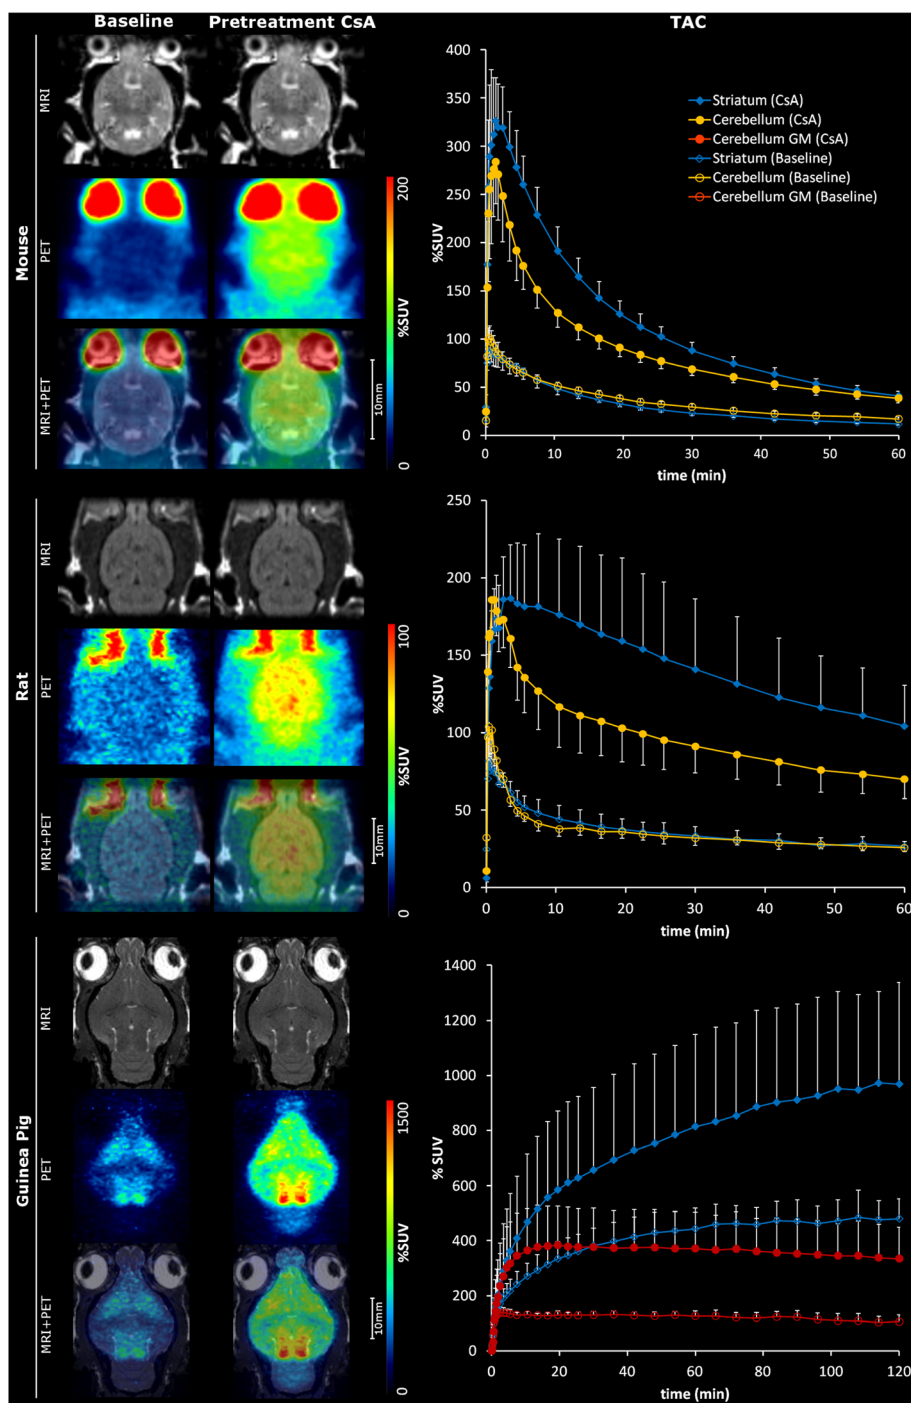 Baseline
Pretreatment CsA
TAC
Mouse
MRI
PET
MRI+PET
200
%SUV
0
10mm
400
350
300
250
200
150
100
50
0
%SUV
0 10 20 30 40 50 60
time (min)
Striatum (CsA)
Cerebellum (CsA)
Cerebellum GM (CsA)
Striatum (Baseline)
Cerebellum (Baseline)
Cerebellum GM (Baseline)
Rat
MRI
PET
MRI+PET
100
%SUV
0
10mm
250
200
150
100
50
0
%SUV
0 10 20 30 40 50 60
time (min)
Guinea Pig
MRI
PET
MRI+PET
1500
%SUV
0
10mm
1400
1200
1000
800
600
400
200
0
% SUV
0 20 40 60 80 100 120
time (min)